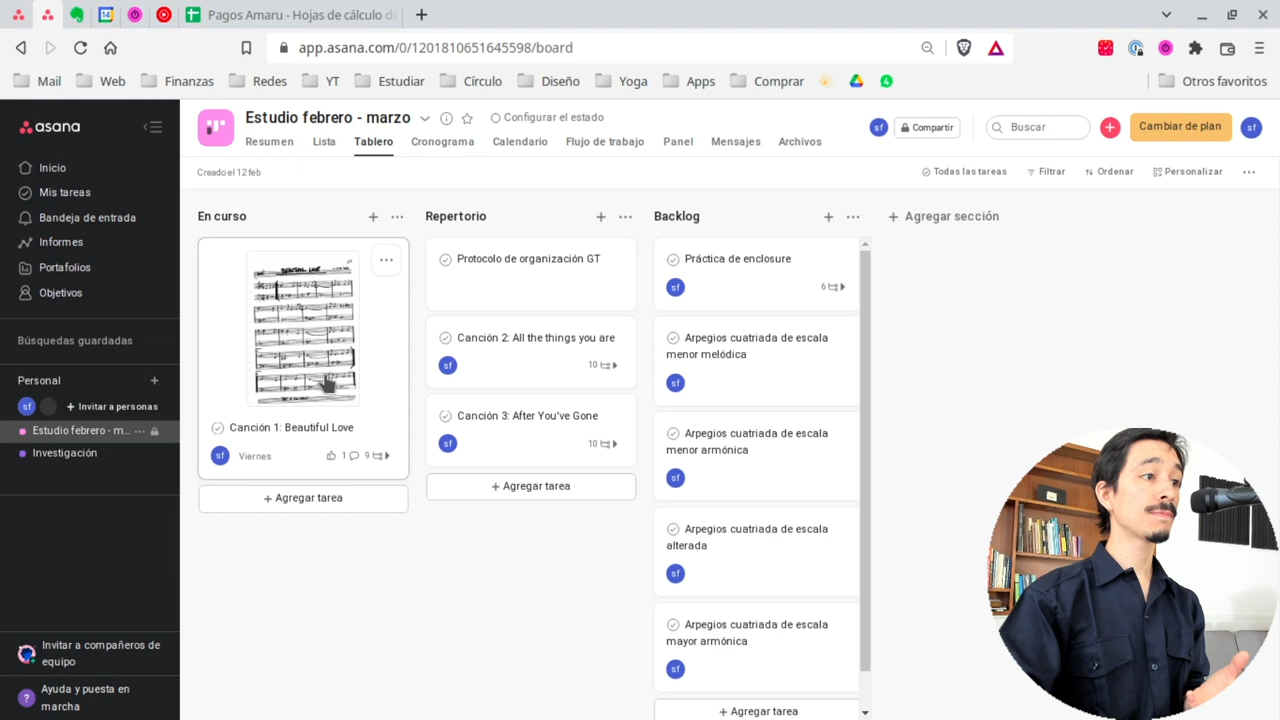 14
Pagos Amaru - Hojas de cálculo de
app.asana.com/0/1201810651645598/board
Mail
Web
Finanzas
Redes
YT
Estudiar
Círculo
Diseño
Yoga
Apps
Comprar
Otros favoritos
asana
Inicio
Mis tareas
Bandeja de entrada
Informes
Portafolios
Objetivos
Búsquedas guardadas
Personal +
sf + Invitar a personas
Estudio febrero - m... ...
Investigación
Invitar a compañeros de
equipo
? Ayuda y puesta en
marcha
Estudio febrero - marzo
Configurar el estado
Resumen
Lista
Tablero
Cronograma
Calendario
Flujo de trabajo
Panel
Mensajes
Archivos
sf
Compartir
Buscar
Cambiar de plan
sf
Creado el 12 feb
Todas las tareas
Filtrar
Ordenar
Personalizar
...
En curso + ...
BEAUTIFUL LOVE
Canción 1: Beautiful Love
sf Viernes 1 9
+ Agregar tarea
Repertorio + ...
Protocolo de organización GT
Canción 2: All the things you are
sf 10
Canción 3: After You've Gone
sf 10
+ Agregar tarea
Backlog + ...
Práctica de enclosure
sf 6
Arpegios cuatriada de escala
menor melódica
sf
Arpegios cuatriada de escala
menor armónica
sf
Arpegios cuatriada de escala
alterada
sf
Arpegios cuatriada de escala
mayor armónica
sf
+ Agregar tarea
+ Agregar sección